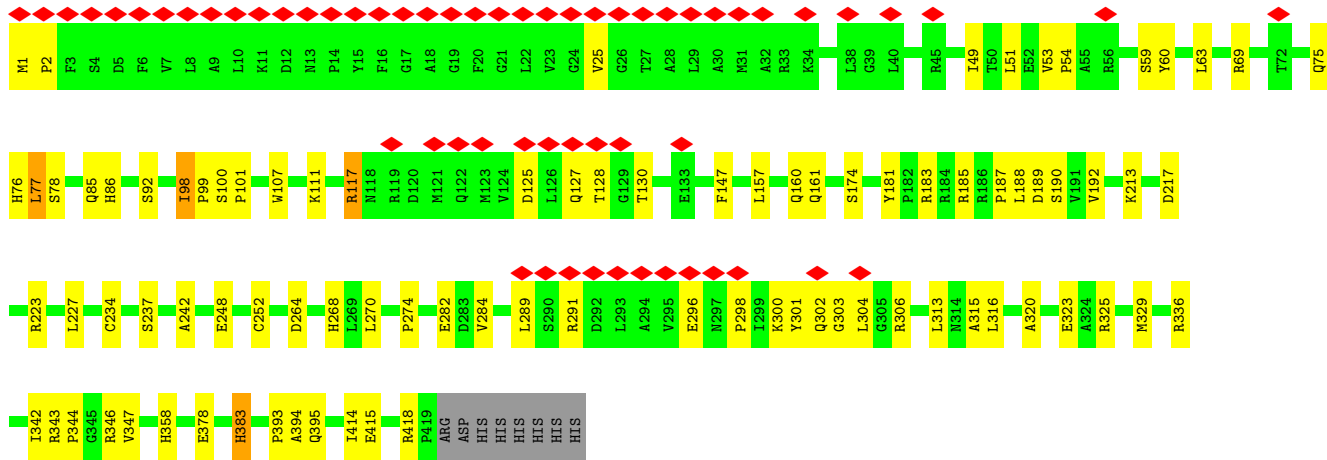 M1 P2 F3 S4 D5 F6 V7 L8 A9 L10 K11 D12 N13 P14 Y15 F16 G17 A18 G19 F20 G21 L22 V23 G24 V25 G26 T27 A28 L29 A30 M31 A32 R33 K34 L38 G39 L40 R45 I49 T50 L51 E52 V53 P54 A55 R56 S59 Y60 L63 R69 T72 Q75
H76 L77 S78 Q85 H86 S92 I98 P99 S100 P101 W107 K111 R117 N118 R119 D120 M121 Q122 M123 V124 D125 L126 Q127 T128 G129 T130 E133 F147 L157 Q160 Q161 S174 Y181 P182 R183 R184 R185 R186 P187 L188 D189 S190 V191 V192 K213 D217
R223 L227 C234 S237 A242 E248 C252 D264 H268 L269 L270 P274 E282 D283 V284 L289 S290 R291 D292 L293 A294 V295 E296 N297 P298 I299 K300 Y301 Q302 G303 L304 G305 R306 L313 N314 A315 L316 A320 E323 A324 R325 M329 R336
I342 R343 P344 G345 R346 V347 H358 E378 H383 P393 A394 Q395 I414 E415 R418 P419 ARG ASP HIS HIS HIS HIS HIS HIS